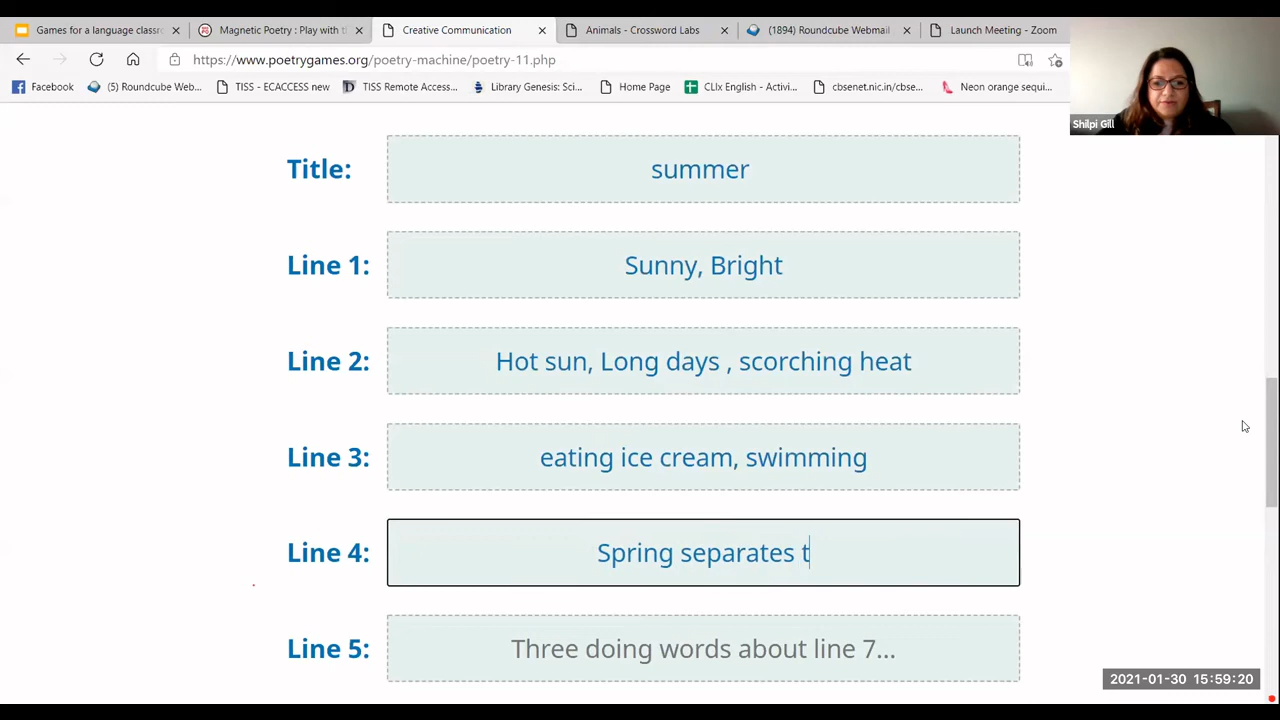 Games for a language classr
Magnetic Poetry : Play with t
Creative Communication
Animals - Crossword Labs
(1894) Roundcube Webmail
Launch Meeting - Zoom
https://www.poetrygames.org/poetry-machine/poetry-11.php
Facebook
(5) Roundcube Web...
TISS - ECACCESS new
TISS Remote Access...
Library Genesis: Sci...
Home Page
CLIx English - Activi...
cbsenet.nic.in/cbse...
Neon orange sequi...
Shilpi Gill
Title: summer
Line 1: Sunny, Bright
Line 2: Hot sun, Long days , scorching heat
Line 3: eating ice cream, swimming
Line 4: Spring separates t
Line 5: Three doing words about line 7...
2021-01-30 15:59:20